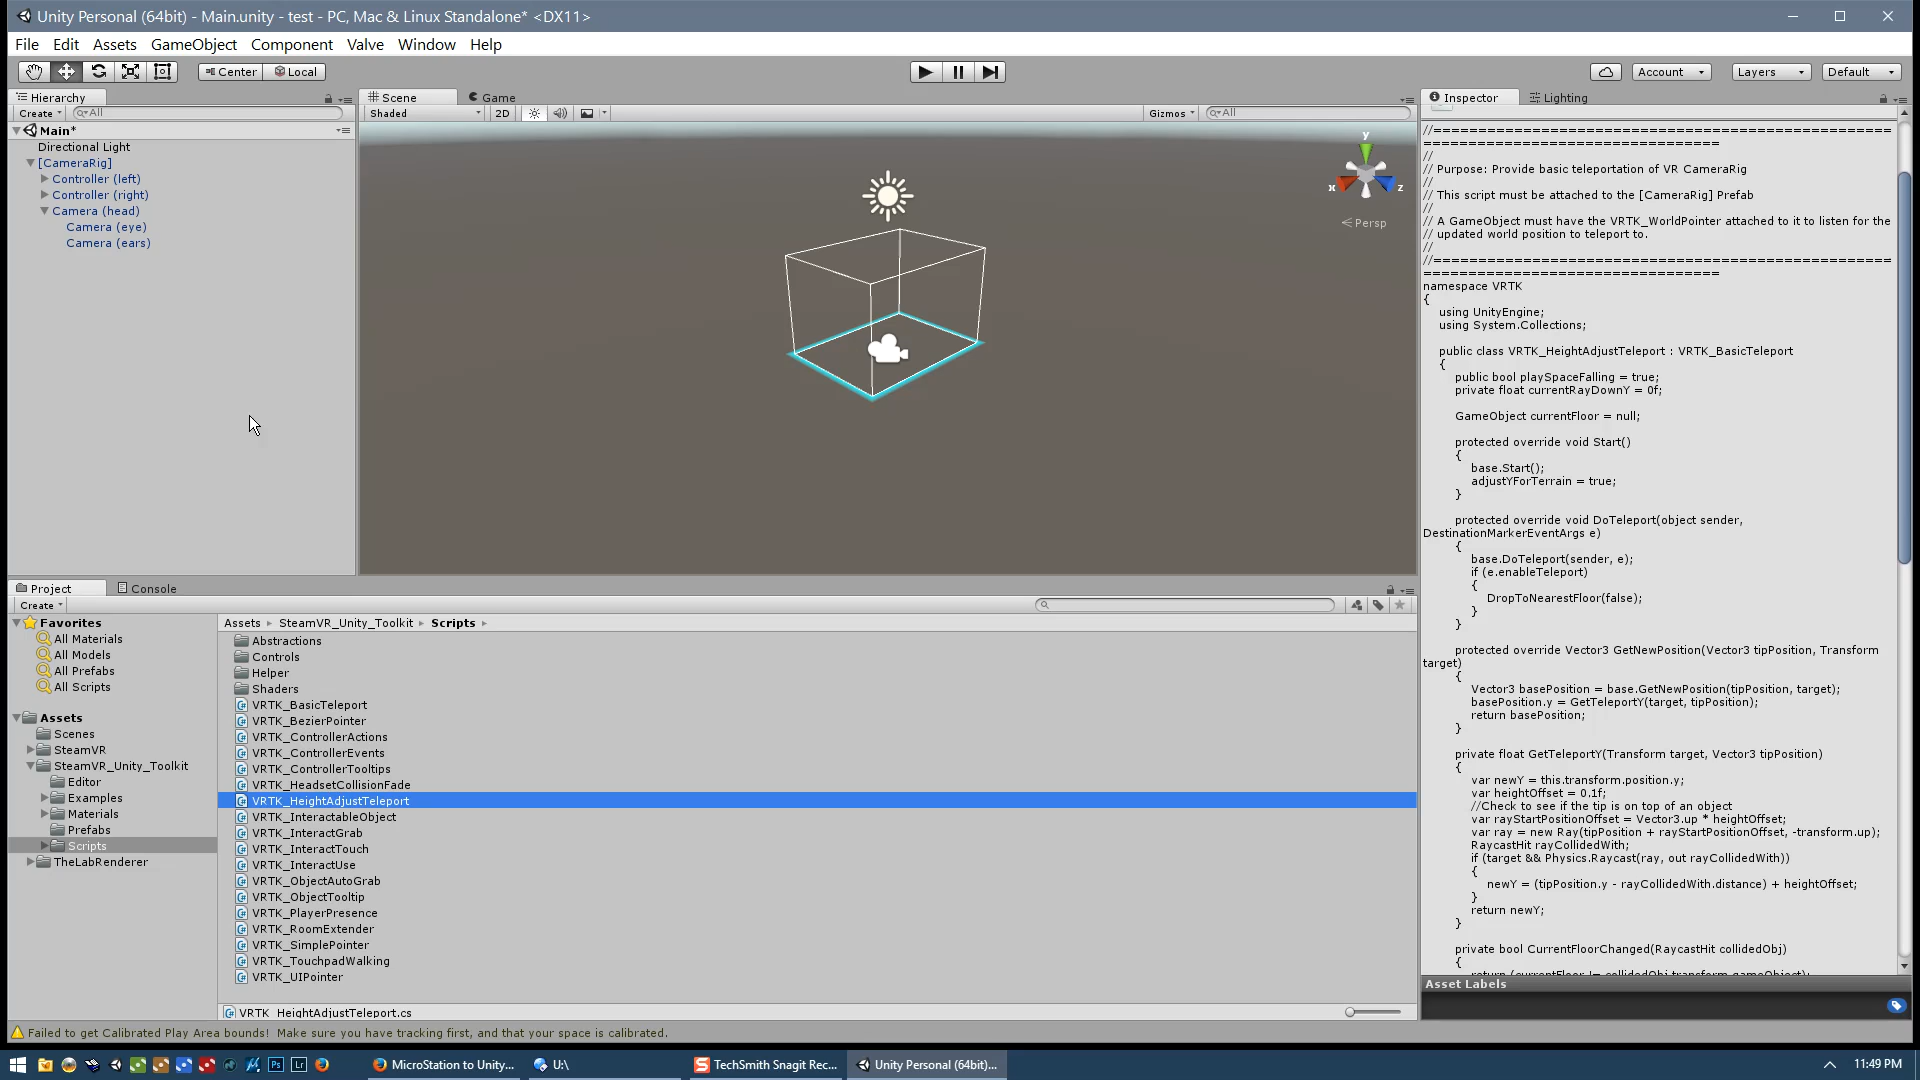 Unity Personal (64bit) - Main.unity - test - PC, Mac & Linux Standalone* <DX11>
File Edit Assets GameObject Component Valve Window Help
Center Local
Account Layers Default
Hierarchy
Create All
Main*
Directional Light
[CameraRig]
Controller (left)
Controller (right)
Camera (head)
Camera (eye)
Camera (ears)
Scene Game
Shaded 2D Gizmos All
y
x z
Persp
Project Console
Create
Favorites
All Materials
All Models
All Prefabs
All Scripts
Assets
Scenes
SteamVR
SteamVR_Unity_Toolkit
Editor
Examples
Materials
Prefabs
Scripts
TheLabRenderer
Assets SteamVR_Unity_Toolkit Scripts
Abstractions
Controls
Helper
Shaders
VRTK_BasicTeleport
VRTK_BezierPointer
VRTK_ControllerActions
VRTK_ControllerEvents
VRTK_ControllerTooltips
VRTK_HeadsetCollisionFade
VRTK_HeightAdjustTeleport
VRTK_InteractableObject
VRTK_InteractGrab
VRTK_InteractTouch
VRTK_InteractUse
VRTK_ObjectAutoGrab
VRTK_ObjectTooltip
VRTK_PlayerPresence
VRTK_RoomExtender
VRTK_SimplePointer
VRTK_TouchpadWalking
VRTK_UIPointer
VRTK_HeightAdjustTeleport.cs
Inspector Lighting
//====================================================
=================================
//
// Purpose: Provide basic teleportation of VR CameraRig
//
// This script must be attached to the [CameraRig] Prefab
//
// A GameObject must have the VRTK_WorldPointer attached to it to listen for the
// updated world position to teleport to.
//
//====================================================
=================================
namespace VRTK
{
using UnityEngine;
using System.Collections;
public class VRTK_HeightAdjustTeleport : VRTK_BasicTeleport
{
public bool playSpaceFalling = true;
private float currentRayDownY = 0f;
GameObject currentFloor = null;
protected override void Start()
{
base.Start();
adjustYForTerrain = true;
}
protected override void DoTeleport(object sender,
DestinationMarkerEventArgs e)
{
base.DoTeleport(sender, e);
if (e.enableTeleport)
{
DropToNearestFloor(false);
}
}
protected override Vector3 GetNewPosition(Vector3 tipPosition, Transform
target)
{
Vector3 basePosition = base.GetNewPosition(tipPosition, target);
basePosition.y = GetTeleportY(target, tipPosition);
return basePosition;
}
private float GetTeleportY(Transform target, Vector3 tipPosition)
{
var newY = this.transform.position.y;
var heightOffset = 0.1f;
//Check to see if the tip is on top of an object
var rayStartPositionOffset = Vector3.up * heightOffset;
var ray = new Ray(tipPosition + rayStartPositionOffset, -transform.up);
RaycastHit rayCollidedWith;
if (target && Physics.Raycast(ray, out rayCollidedWith))
{
newY = (tipPosition.y - rayCollidedWith.distance) + heightOffset;
}
return newY;
}
private bool CurrentFloorChanged(RaycastHit collidedObj)
{
return (currentFloor != collidedObj.transform.gameObject);
Asset Labels
Failed to get Calibrated Play Area bounds! Make sure you have tracking first, and that your space is calibrated.
Ps Lr MicroStation to Unity... U:\ S TechSmith Snagit Rec... Unity Personal (64bit)... 11:49 PM